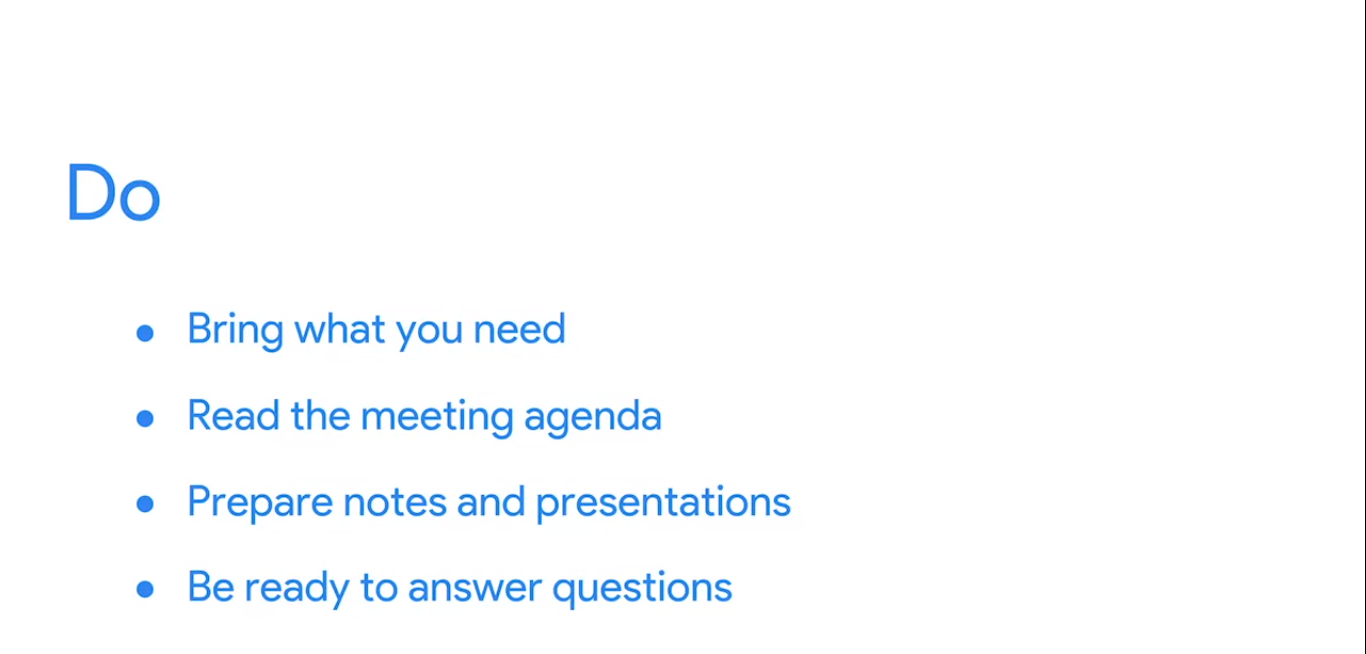 Do
● Bring what you need
● Read the meeting agenda
● Prepare notes and presentations
● Be ready to answer questions